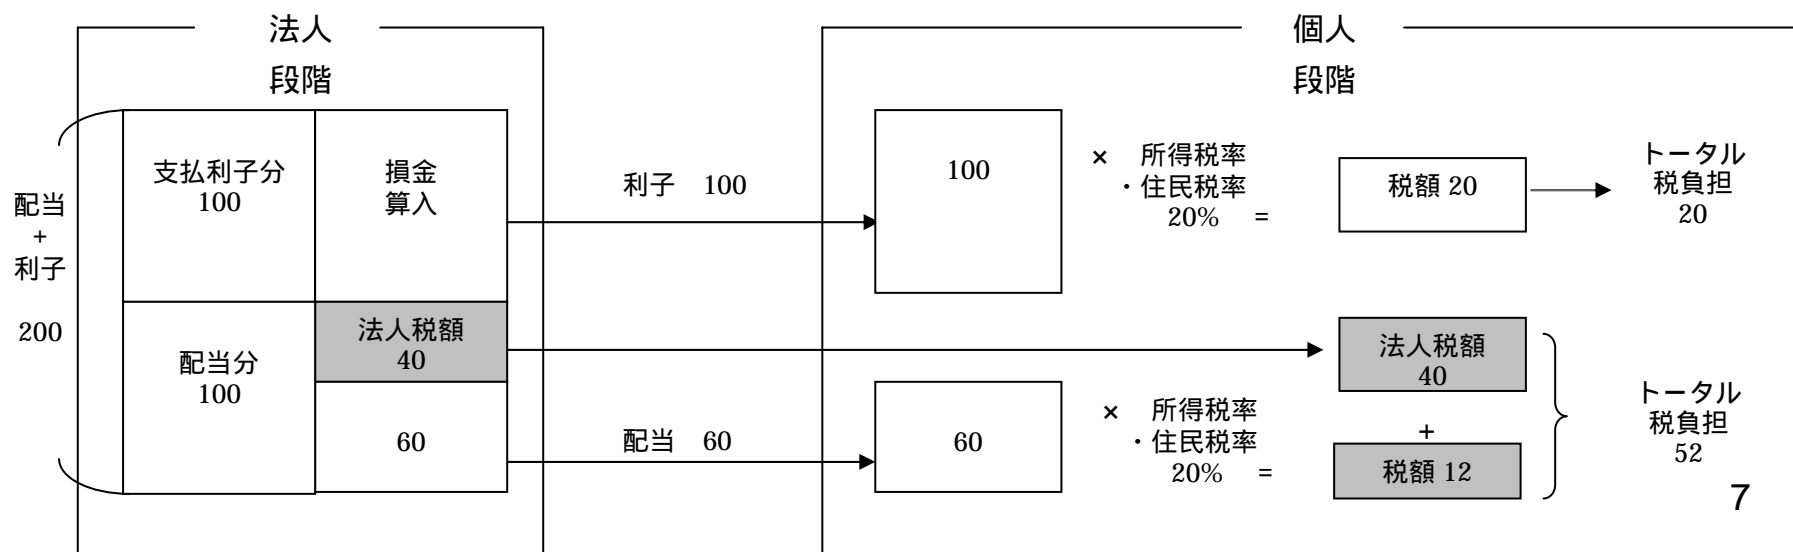 法人
段階
個人
段階
配当
+
利子
200
支払利子分
100
損金
算入
利子 100
100
× 所得税率
・住民税率
20% =
税額 20
トータル
税負担
20
配当分
100
法人税額
40
60
配当 60
60
× 所得税率
・住民税率
20% =
法人税額
40
+
税額 12
トータル
税負担
52
7